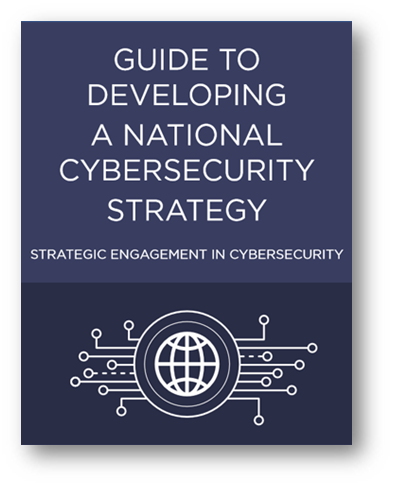 GUIDE TO
DEVELOPING
A NATIONAL
CYBERSECURITY
STRATEGY
STRATEGIC ENGAGEMENT IN CYBERSECURITY